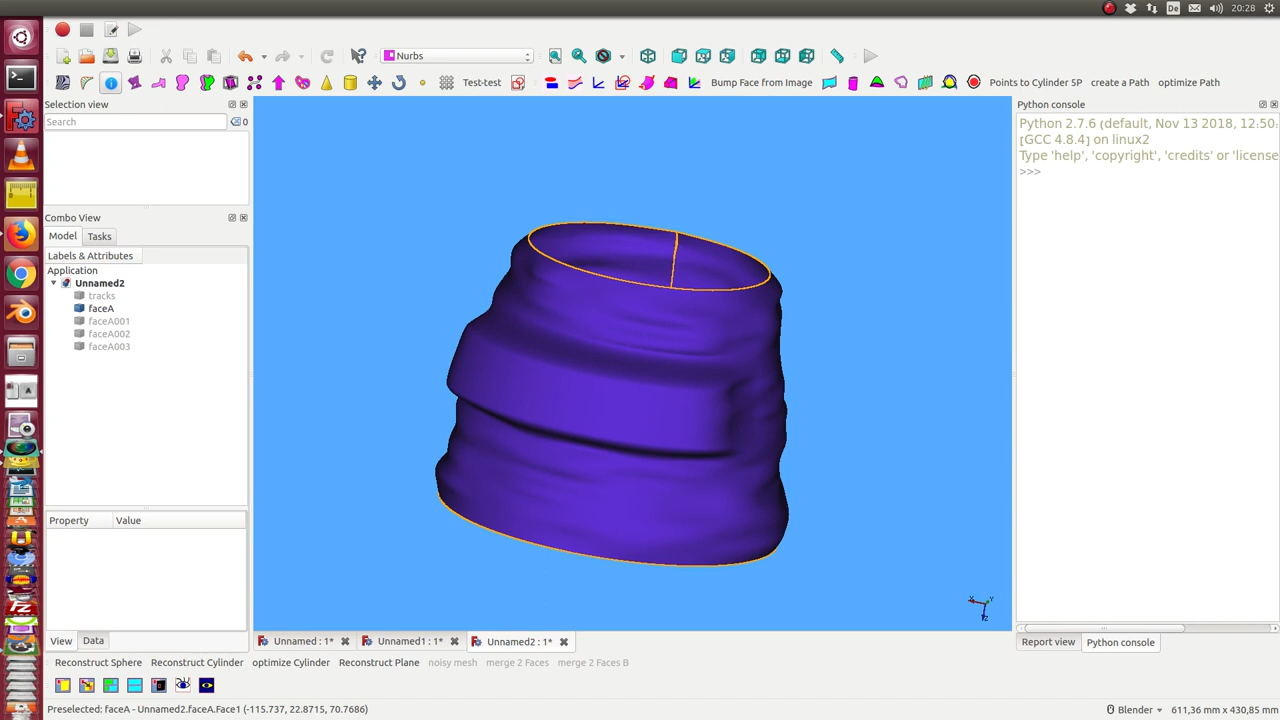 De 20:28
Nurbs
Test-test Bump Face from Image Points to Cylinder 5P create a Path optimize Path
Selection view
Search 0
Combo View
Model Tasks
Labels & Attributes
Application
Unnamed2
tracks
faceA
faceA001
faceA002
faceA003
Property Value
View Data
Python console
Python 2.7.6 (default, Nov 13 2018, 12:50:
[GCC 4.8.4] on linux2
Type 'help', 'copyright', 'credits' or 'license
>>>
X Y Z
Unnamed : 1* Unnamed1 : 1* Unnamed2 : 1*
Report view Python console
Reconstruct Sphere Reconstruct Cylinder optimize Cylinder Reconstruct Plane noisy mesh merge 2 Faces merge 2 Faces B
Preselected: faceA - Unnamed2.faceA.Face1 (-115.737, 22.8715, 70.7686) Blender 611,36 mm x 430,85 mm